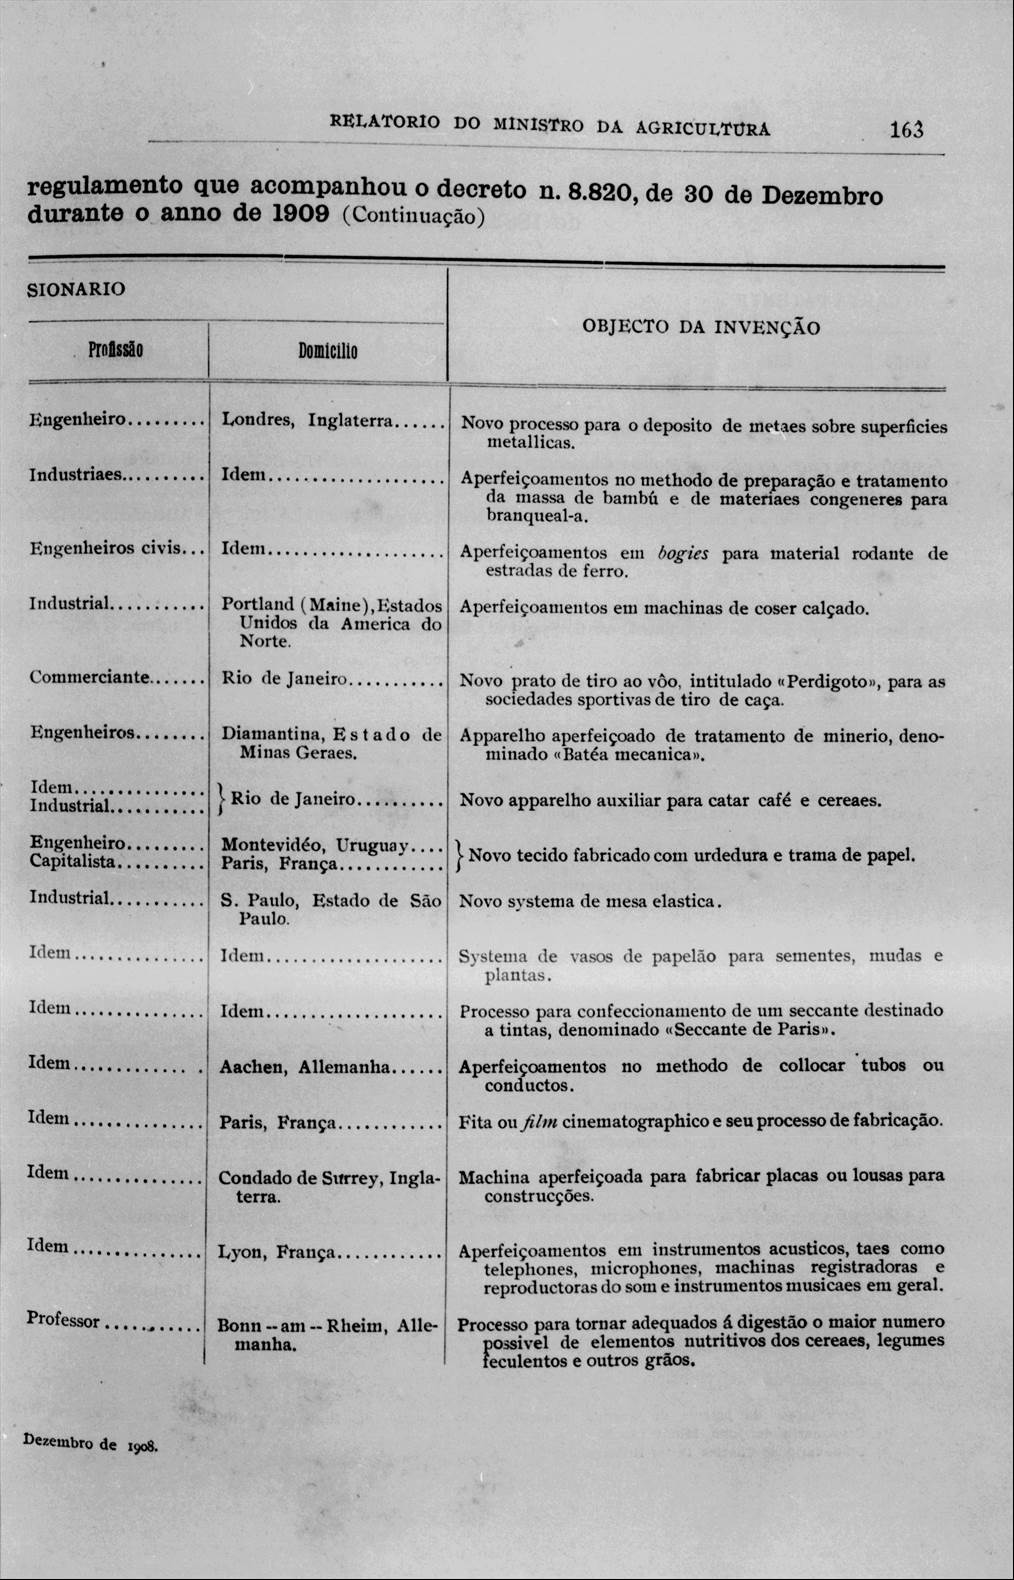 RELATORIO DO MINISTRO DA AGRICULTURA 163
regulamento que acompanhou o decreto n. 8.820, de 30 de Dezembro
durante o anno de 1909 (Continuação)
SIONARIO
OBJECTO DA INVENÇÃO
Profissão
Domicilio
Engenheiro......... Londres, Inglaterra...... Novo processo para o deposito de metaes sobre superficies
metallicas.
Industriaes.......... Idem.................... Aperfeiçoamentos no methodo de preparação e tratamento
da massa de bambú e de materiaes congeneres para
branqueal-a.
Engenheiros civis... Idem.................... Aperfeiçoamentos em bogies para material rodante de
estradas de ferro.
Industrial........... Portland (Maine), Estados Aperfeiçoamentos em machinas de coser calçado.
Unidos da America do
Norte.
Commerciante....... Rio de Janeiro........... Novo prato de tiro ao vôo, intitulado «Perdigoto», para as
sociedades sportivas de tiro de caça.
Engenheiros........ Diamantina, Estado de Apparelho aperfeiçoado de tratamento de minerio, deno-
Minas Geraes. minado «Batéa mecanica».
Idem...............
Industrial........... } Rio de Janeiro.......... Novo apparelho auxiliar para catar café e cereaes.
Engenheiro......... Montevidéo, Uruguay....
Capitalista.......... Paris, França............ } Novo tecido fabricado com urdedura e trama de papel.
Industrial........... S. Paulo, Estado de São Novo systema de mesa elastica.
Paulo.
Idem............... Idem.................... Systema de vasos de papelão para sementes, mudas e
plantas.
Idem............... Idem.................... Processo para confeccionamento de um seccante destinado
a tintas, denominado «Seccante de Paris».
Idem............. . Aachen, Allemanha...... Aperfeiçoamentos no methodo de collocar tubos ou
conductos.
Idem............... Paris, França............ Fita ou film cinematographico e seu processo de fabricação.
Idem............... Condado de Surrey, Ingla- Machina aperfeiçoada para fabricar placas ou lousas para
terra. construcções.
Idem............... Lyon, França............ Aperfeiçoamentos em instrumentos acusticos, taes como
telephones, microphones, machinas registradoras e
reproductoras do som e instrumentos musicaes em geral.
Professor........... Bonn -- am -- Rheim, Alle- Processo para tornar adequados á digestão o maior numero
manha. possivel de elementos nutritivos dos cereaes, legumes
feculentos e outros grãos.
Dezembro de 1908.